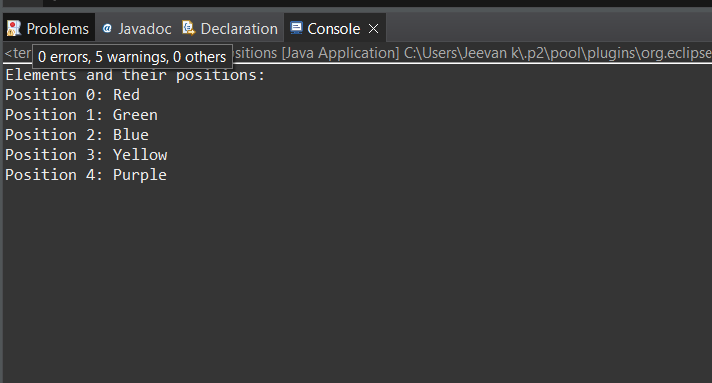 Problems @ Javadoc Declaration Console
<ter sitions [Java Application] C:\Users\Jeevan k\.p2\pool\plugins\org.eclipse
0 errors, 5 warnings, 0 others
Elements and their positions:
Position 0: Red
Position 1: Green
Position 2: Blue
Position 3: Yellow
Position 4: Purple